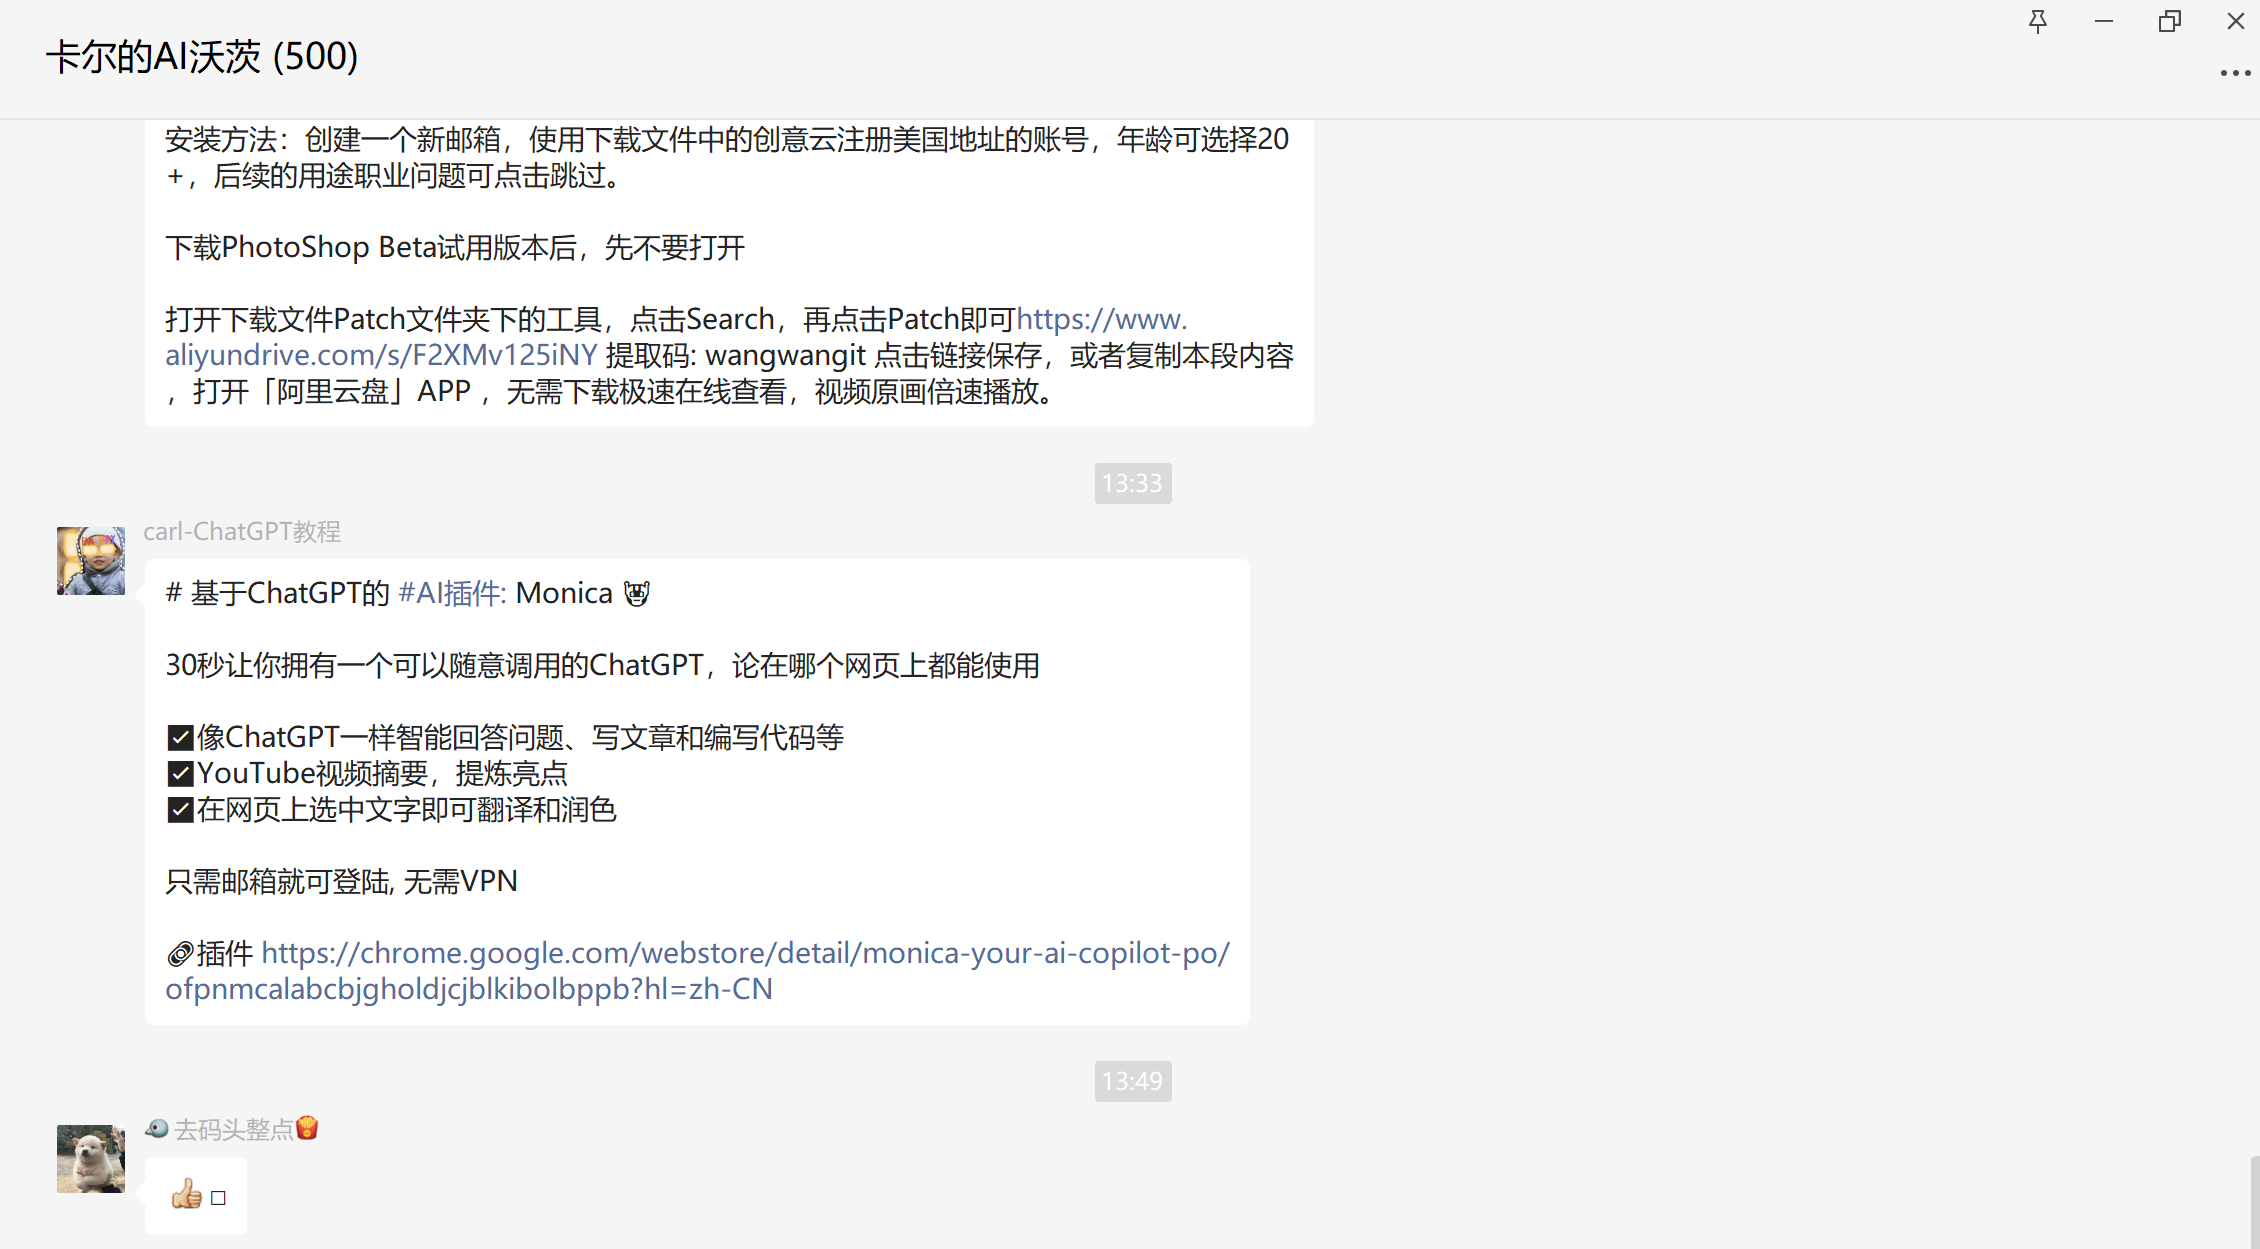 卡尔的AI沃茨 (500)
安装方法：创建一个新邮箱，使用下载文件中的创意云注册美国地址的账号，年龄可选择20
+，后续的用途职业问题可点击跳过。
下载PhotoShop Beta试用版本后，先不要打开
打开下载文件Patch文件夹下的工具，点击Search，再点击Patch即可https://www.
aliyundrive.com/s/F2XMv125iNY 提取码: wangwangit 点击链接保存，或者复制本段内容
，打开「阿里云盘」APP ，无需下载极速在线查看，视频原画倍速播放。
13:33
carl-ChatGPT教程
# 基于ChatGPT的 #AI插件: Monica 🐮
30秒让你拥有一个可以随意调用的ChatGPT，论在哪个网页上都能使用
☑像ChatGPT一样智能回答问题、写文章和编写代码等
☑YouTube视频摘要，提炼亮点
☑在网页上选中文字即可翻译和润色
只需邮箱就可登陆, 无需VPN
🔗插件 https://chrome.google.com/webstore/detail/monica-your-ai-copilot-po/
ofpnmcalabcbjgholdjcjblkibolbppb?hl=zh-CN
13:49
去码头整点🍟
👍□